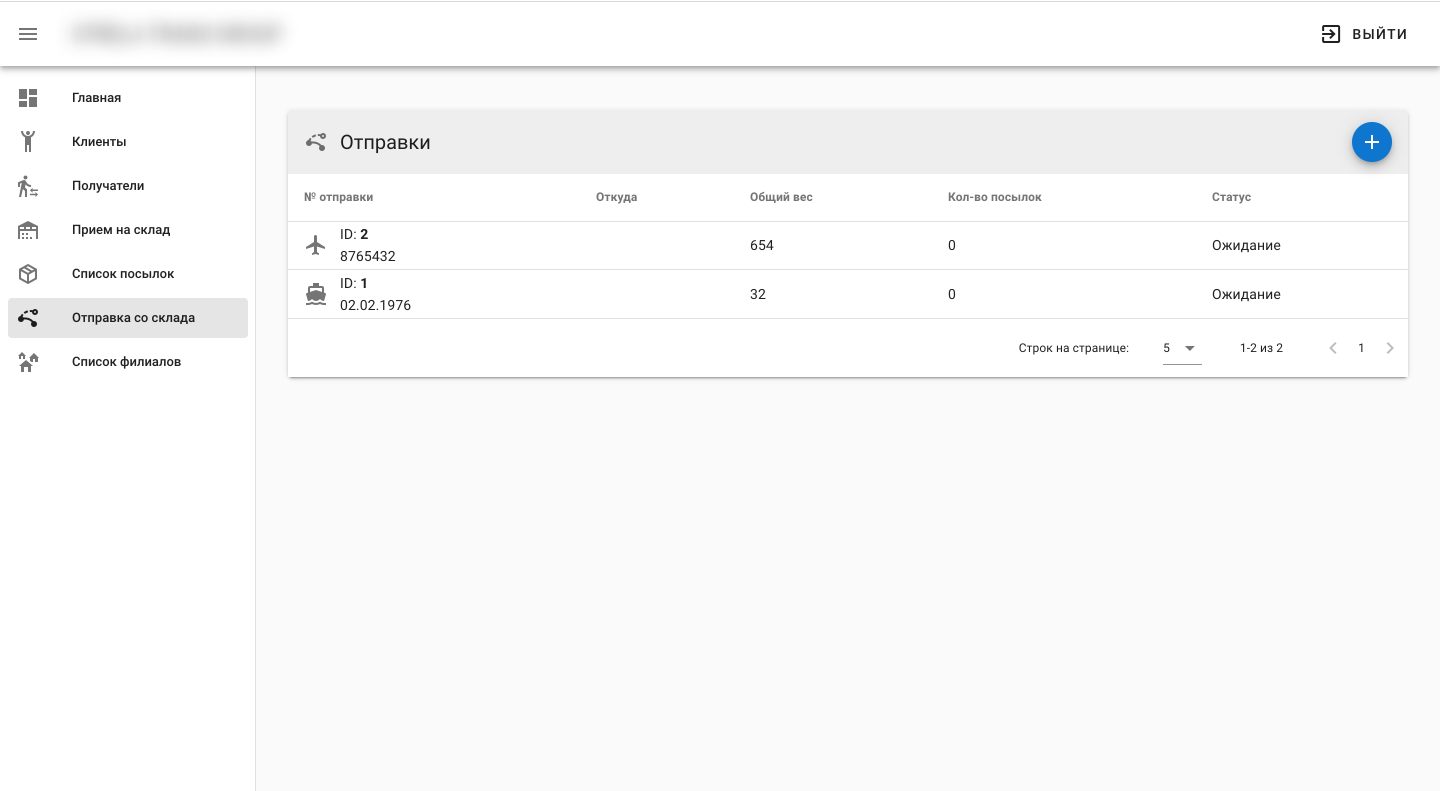 ВЫЙТИ
Главная
Клиенты
Получатели
Прием на склад
Список посылок
Отправка со склада
Список филиалов
Отправки
№ отправки Откуда Общий вес Кол-во посылок Статус
ID: 2
8765432
654 0 Ожидание
ID: 1
02.02.1976
32 0 Ожидание
Строк на странице: 5 1-2 из 2 1